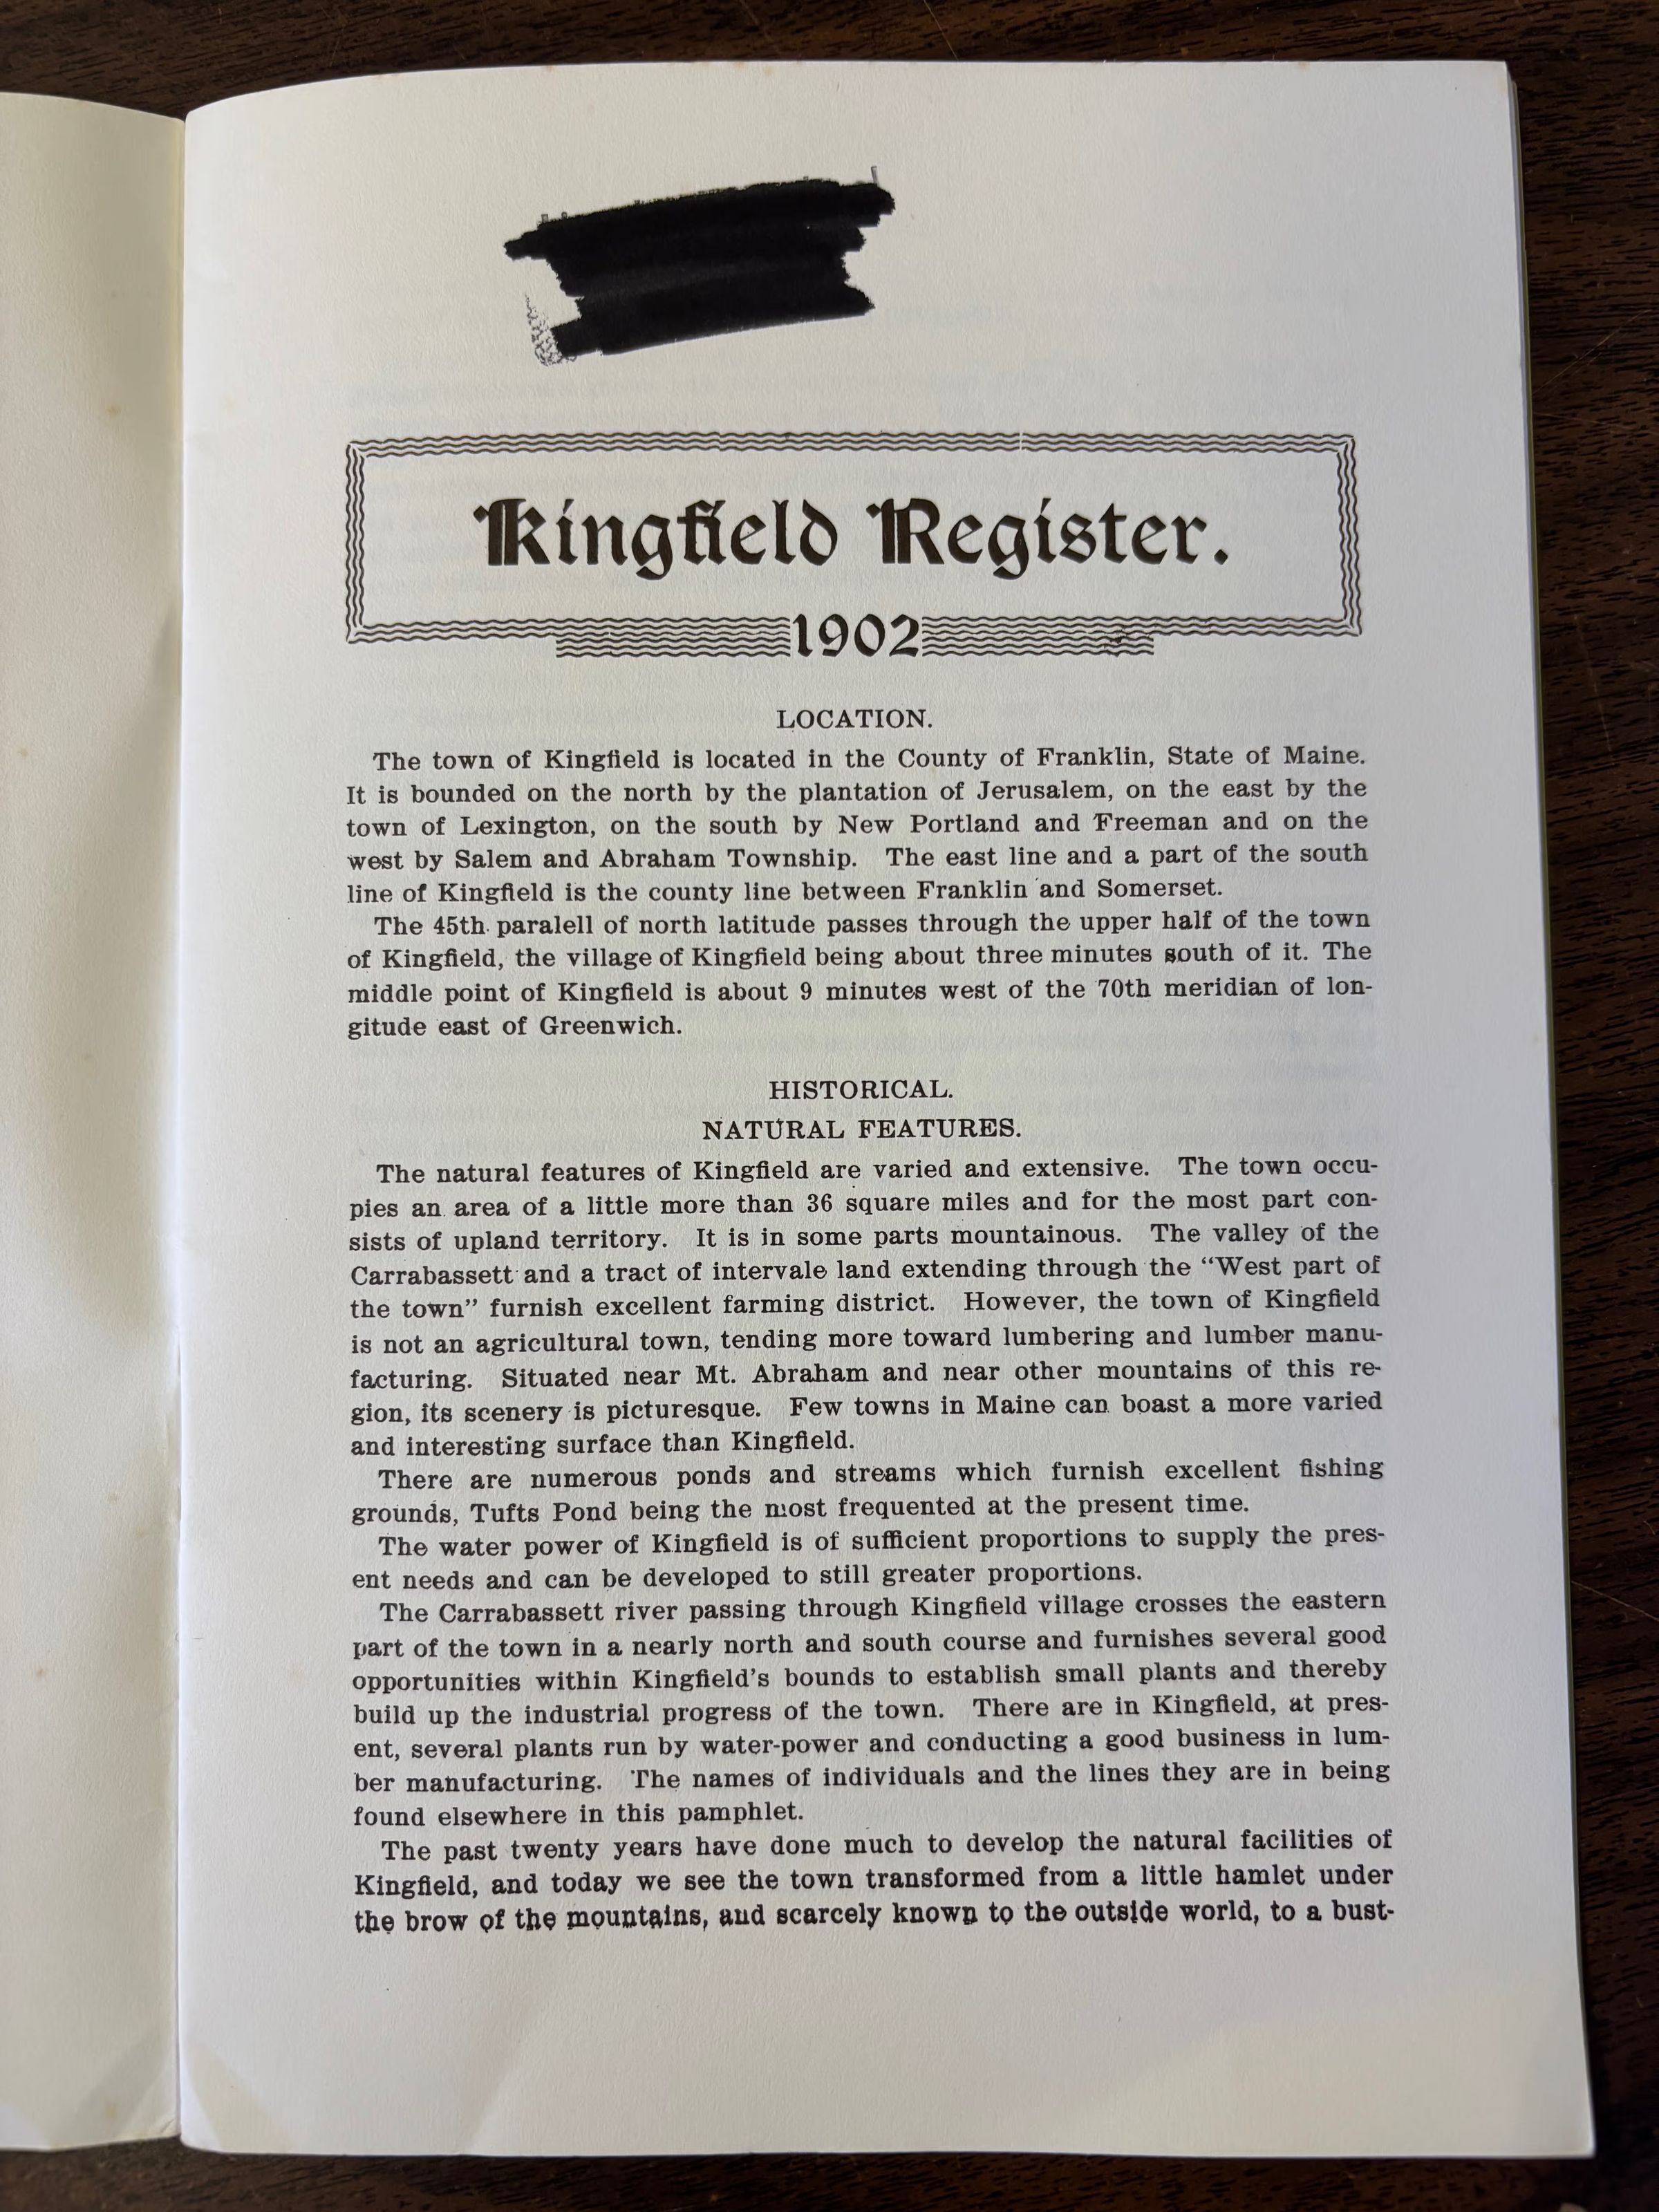 Kingfield Register.
1902
LOCATION.
The town of Kingfield is located in the County of Franklin, State of Maine.
It is bounded on the north by the plantation of Jerusalem, on the east by the
town of Lexington, on the south by New Portland and Freeman and on the
west by Salem and Abraham Township. The east line and a part of the south
line of Kingfield is the county line between Franklin and Somerset.
The 45th paralell of north latitude passes through the upper half of the town
of Kingfield, the village of Kingfield being about three minutes south of it. The
middle point of Kingfield is about 9 minutes west of the 70th meridian of lon-
gitude east of Greenwich.
HISTORICAL.
NATURAL FEATURES.
The natural features of Kingfield are varied and extensive. The town occu-
pies an area of a little more than 36 square miles and for the most part con-
sists of upland territory. It is in some parts mountainous. The valley of the
Carrabassett and a tract of intervale land extending through the “West part of
the town” furnish excellent farming district. However, the town of Kingfield
is not an agricultural town, tending more toward lumbering and lumber manu-
facturing. Situated near Mt. Abraham and near other mountains of this re-
gion, its scenery is picturesque. Few towns in Maine can boast a more varied
and interesting surface than Kingfield.
There are numerous ponds and streams which furnish excellent fishing
grounds, Tufts Pond being the most frequented at the present time.
The water power of Kingfield is of sufficient proportions to supply the pres-
ent needs and can be developed to still greater proportions.
The Carrabassett river passing through Kingfield village crosses the eastern
part of the town in a nearly north and south course and furnishes several good
opportunities within Kingfield's bounds to establish small plants and thereby
build up the industrial progress of the town. There are in Kingfield, at pres-
ent, several plants run by water-power and conducting a good business in lum-
ber manufacturing. The names of individuals and the lines they are in being
found elsewhere in this pamphlet.
The past twenty years have done much to develop the natural facilities of
Kingfield, and today we see the town transformed from a little hamlet under
the brow of the mountains, and scarcely known to the outside world, to a bust-